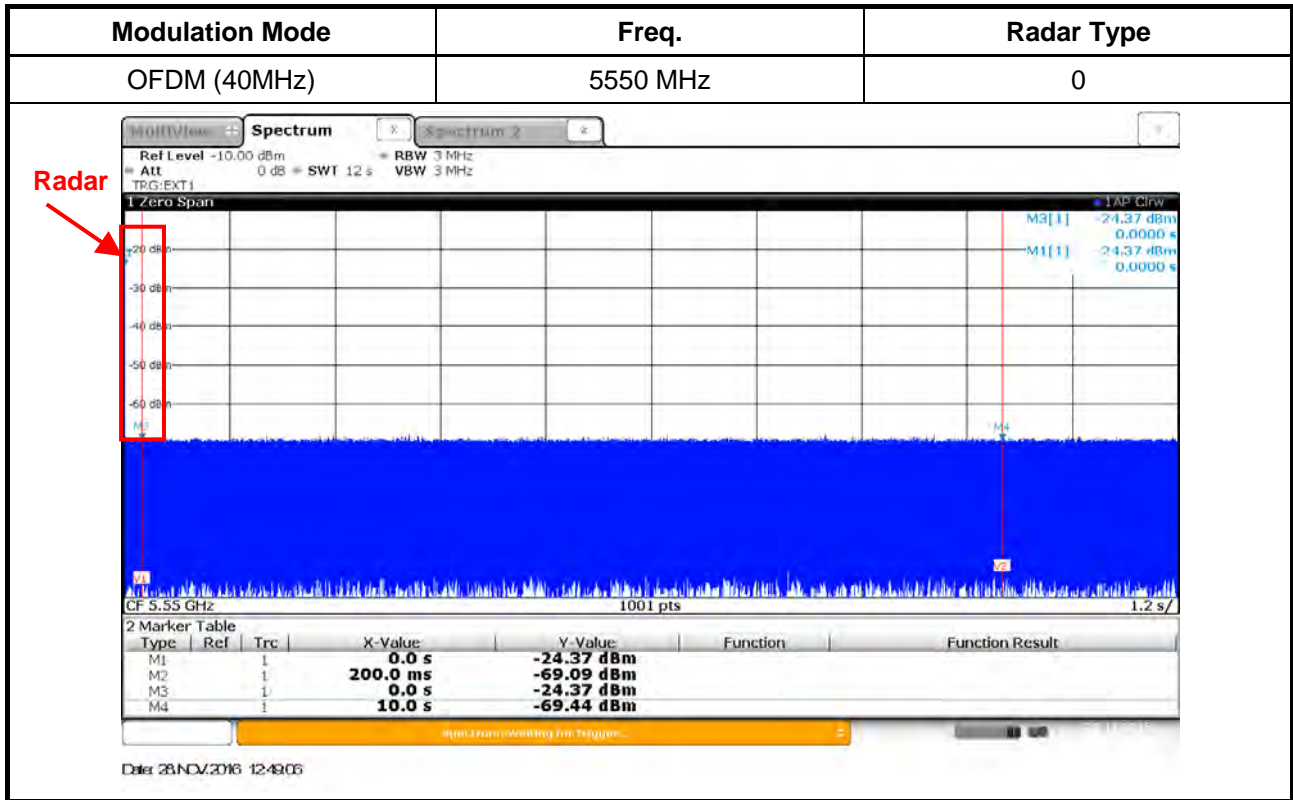 Modulation Mode Freq. Radar Type
OFDM (40MHz) 5550 MHz 0
MultiView Spectrum X Spectrum 2 X
Ref Level -10.00 dBm RBW 3 MHz
Att 0 dB SWT 12 s VBW 3 MHz
TRG:EXT1
Radar
1 Zero Span 1AP Clrw
M3[1] -24.37 dBm
0.0000 s
-20 dBm M1[1] -24.37 dBm
0.0000 s
-30 dBm
-40 dBm
-50 dBm
-60 dBm
M2 M4
V1 V2
CF 5.55 GHz 1001 pts 1.2 s/
2 Marker Table
Type Ref Trc X-Value Y-Value Function Function Result
M1 1 0.0 s -24.37 dBm
M2 1 200.0 ms -69.09 dBm
M3 1 0.0 s -24.37 dBm
M4 1 10.0 s -69.44 dBm
Waiting for Trigger...
Date: 28.NOV.2016 12:49:06